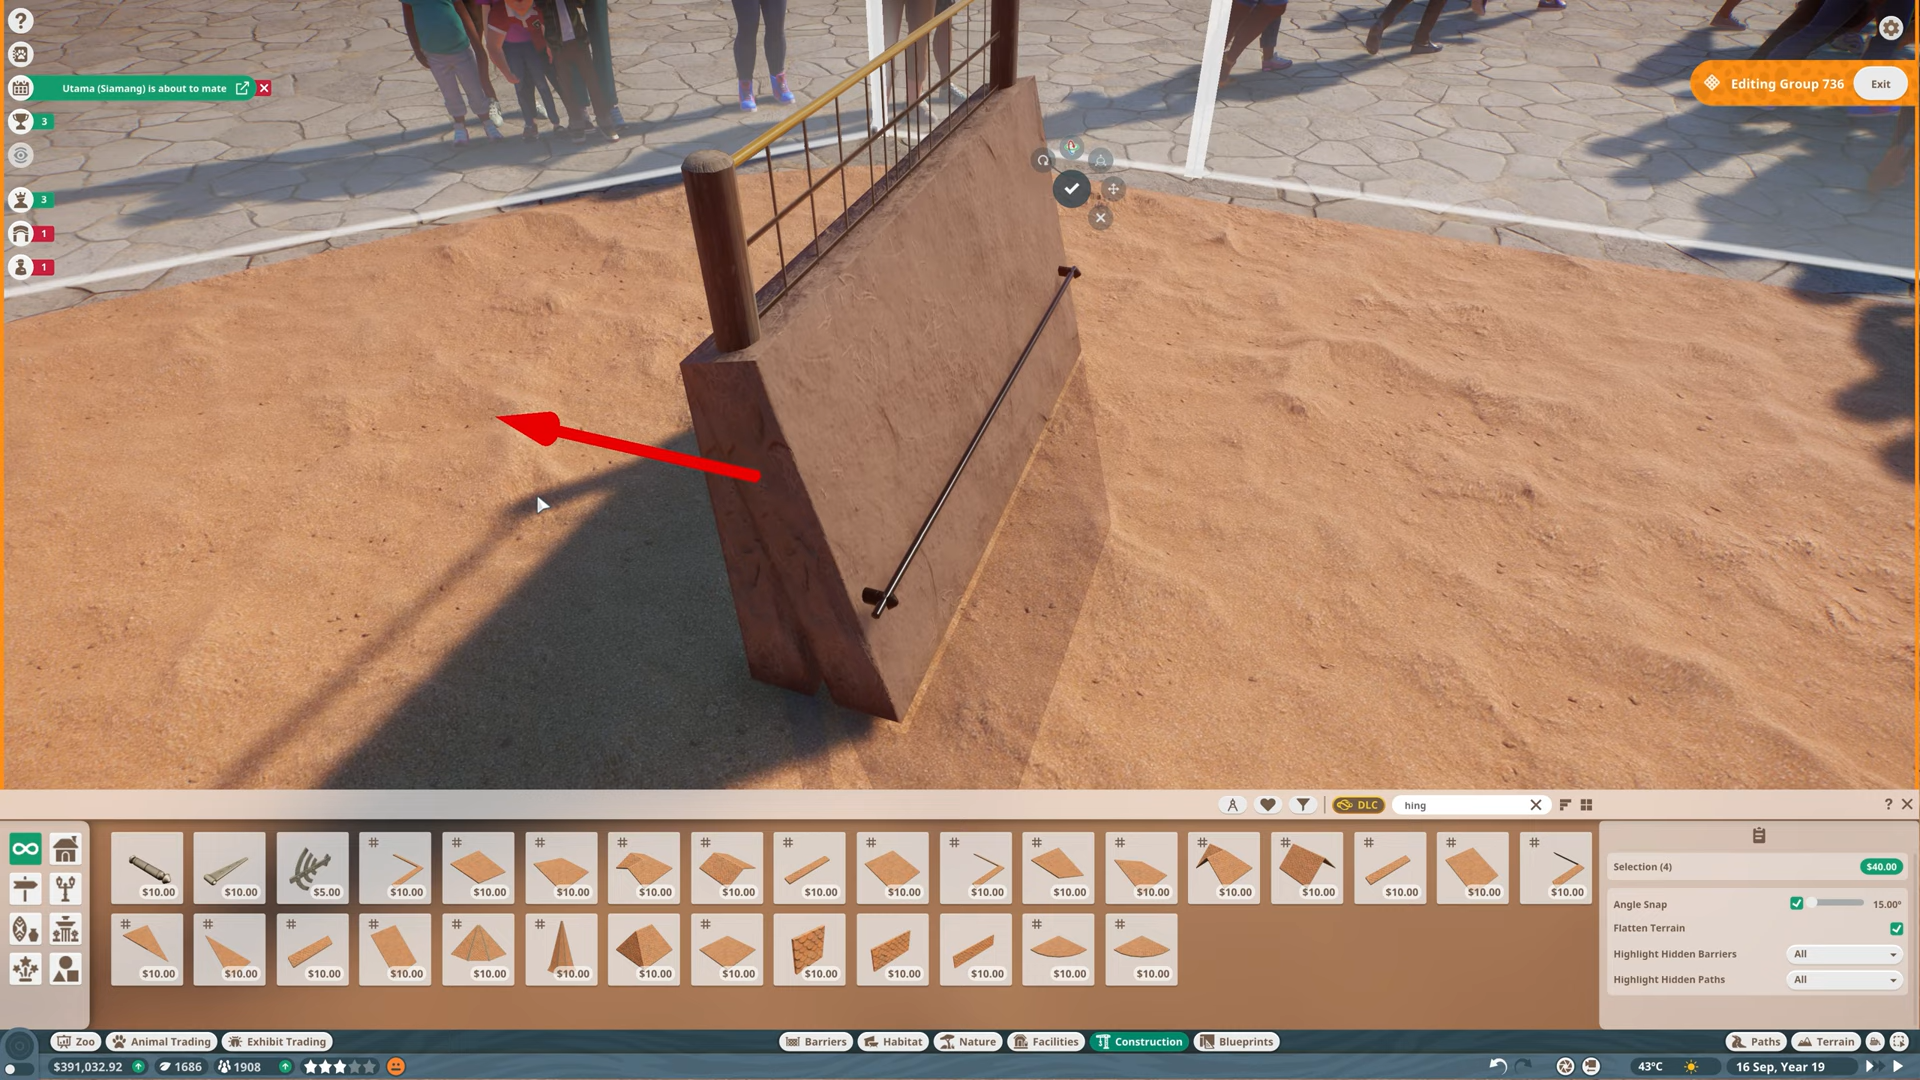 ?
Utama (Siamang) is about to mate
3
3
1
1
Editing Group 736
Exit
DLC
hing
?
$10.00 $10.00 $5.00 $10.00 $10.00 $10.00 $10.00 $10.00 $10.00 $10.00 $10.00 $10.00 $10.00 $10.00 $10.00 $10.00 $10.00 $10.00
$10.00 $10.00 $10.00 $10.00 $10.00 $10.00 $10.00 $10.00 $10.00 $10.00 $10.00 $10.00 $10.00
Selection (4) $40.00
Angle Snap 15.00°
Flatten Terrain
Highlight Hidden Barriers All
Highlight Hidden Paths All
Zoo Animal Trading Exhibit Trading Barriers Habitat Nature Facilities Construction Blueprints Paths Terrain
$391,032.92 1686 1908 43°C 16 Sep, Year 19